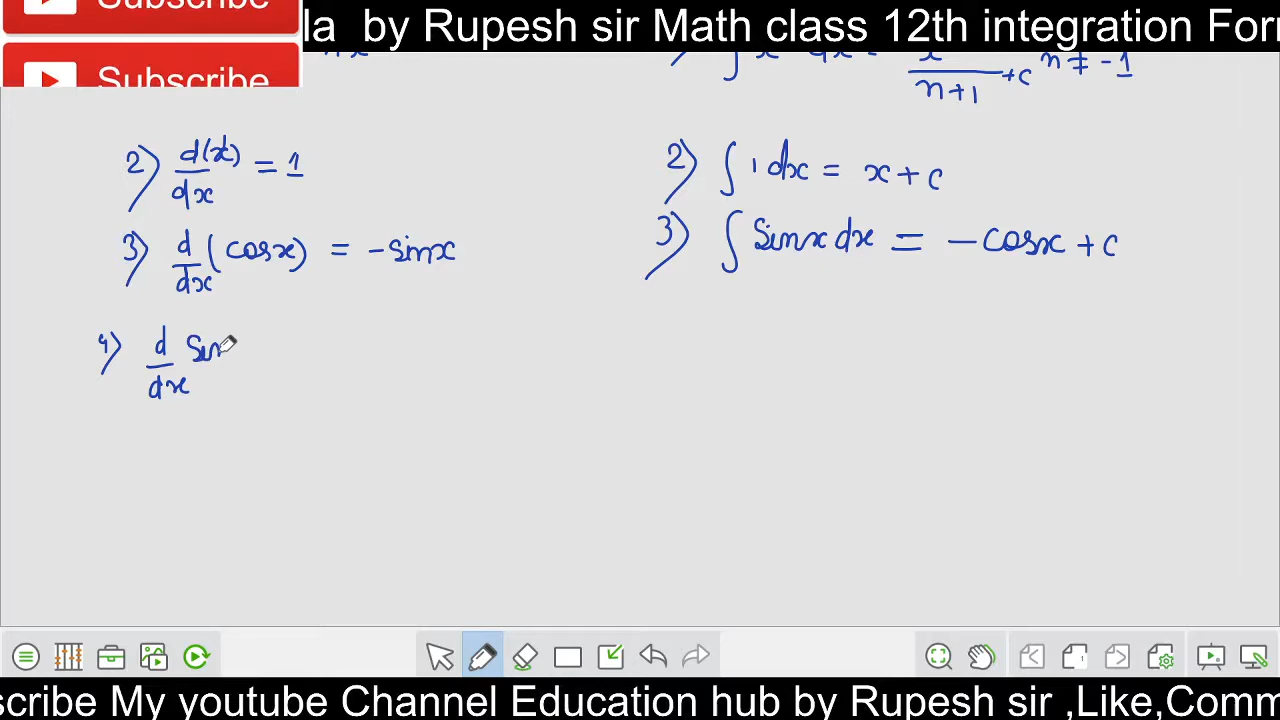 Subscribe
la by Rupesh sir Math class 12th integration For
Subscribe
n+1 +c n ≠ -1
2) d(x)/dx = 1
2) ∫ 1 dx = x + c
3) d/dx (cosx) = -sinx
3) ∫ Sinx dx = -cosx + c
4) d/dx Sin
scribe My youtube Channel Education hub by Rupesh sir ,Like,Comm